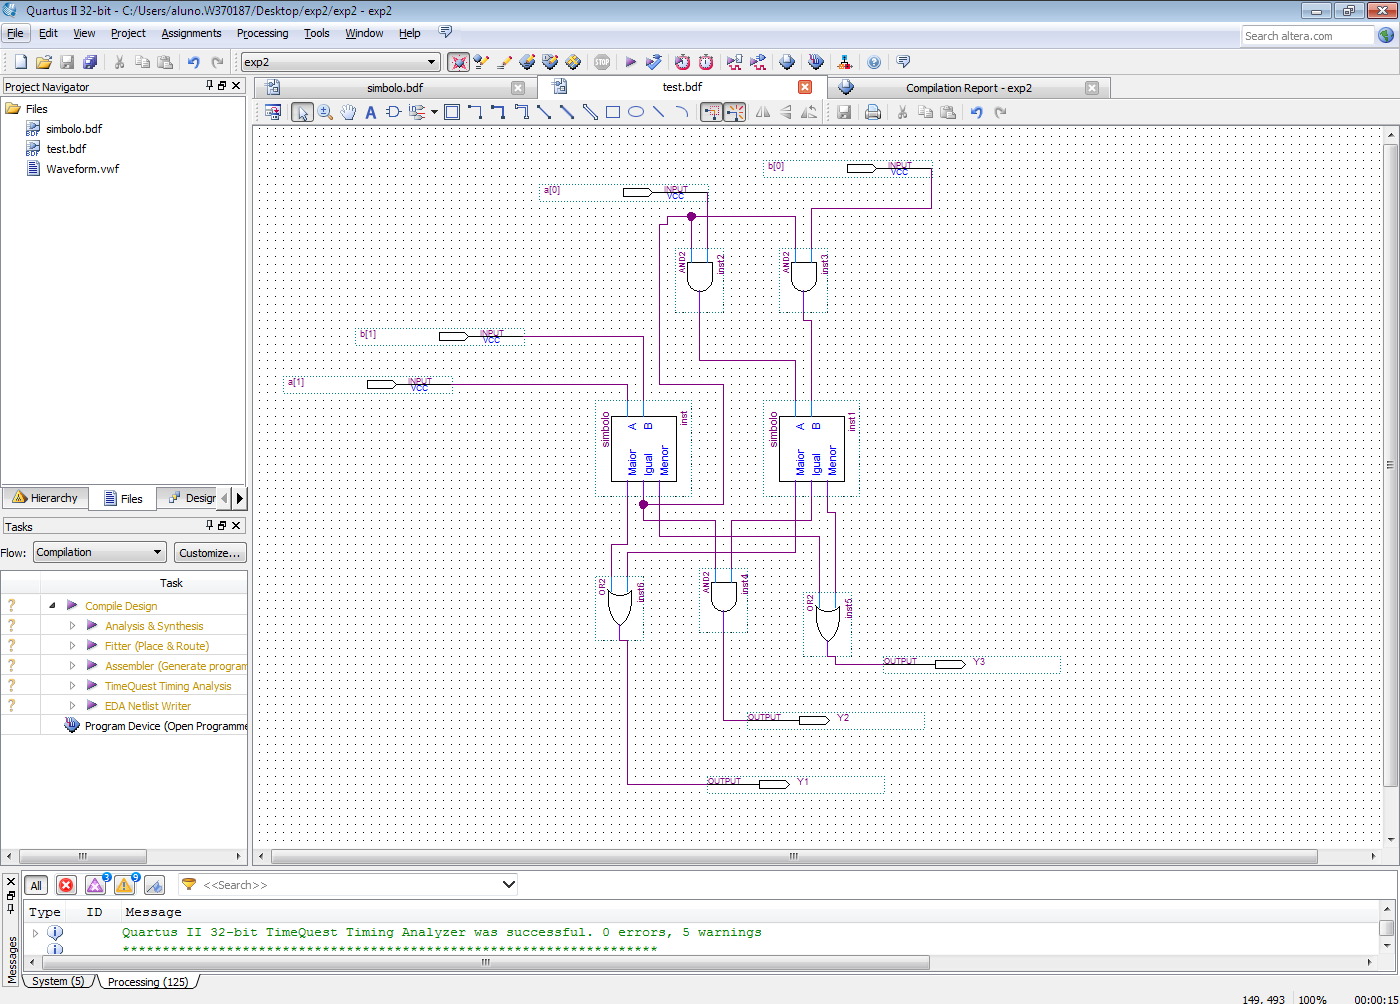 Quartus II 32-bit - C:/Users/aluno.W370187/Desktop/exp2/exp2 - exp2
File Edit View Project Assignments Processing Tools Window Help
Search altera.com
exp2
STOP
Project Navigator
simbolo.bdf
test.bdf
Compilation Report - exp2
Files
simbolo.bdf
test.bdf
Waveform.vwf
Hierarchy
Files
Design
Tasks
Flow: Compilation
Customize...
Task
Compile Design
Analysis & Synthesis
Fitter (Place & Route)
Assembler (Generate program
TimeQuest Timing Analysis
EDA Netlist Writer
Program Device (Open Programme
b[0]
INPUT
VCC
a[0]
INPUT
VCC
AND2
inst2
AND2
inst3
b[1]
INPUT
VCC
a[1]
INPUT
VCC
simbolo
A
B
Maior
Igual
Menor
inst
simbolo
A
B
Maior
Igual
Menor
inst1
OR2
inst6
AND2
inst4
OR2
inst5
OUTPUT
Y3
OUTPUT
Y2
OUTPUT
Y1
Messages
All
3
9
<<Search>>
Type ID Message
Quartus II 32-bit TimeQuest Timing Analyzer was successful. 0 errors, 5 warnings
*******************************************************************
System (5)
Processing (125)
149, 493 100% 00:00:15